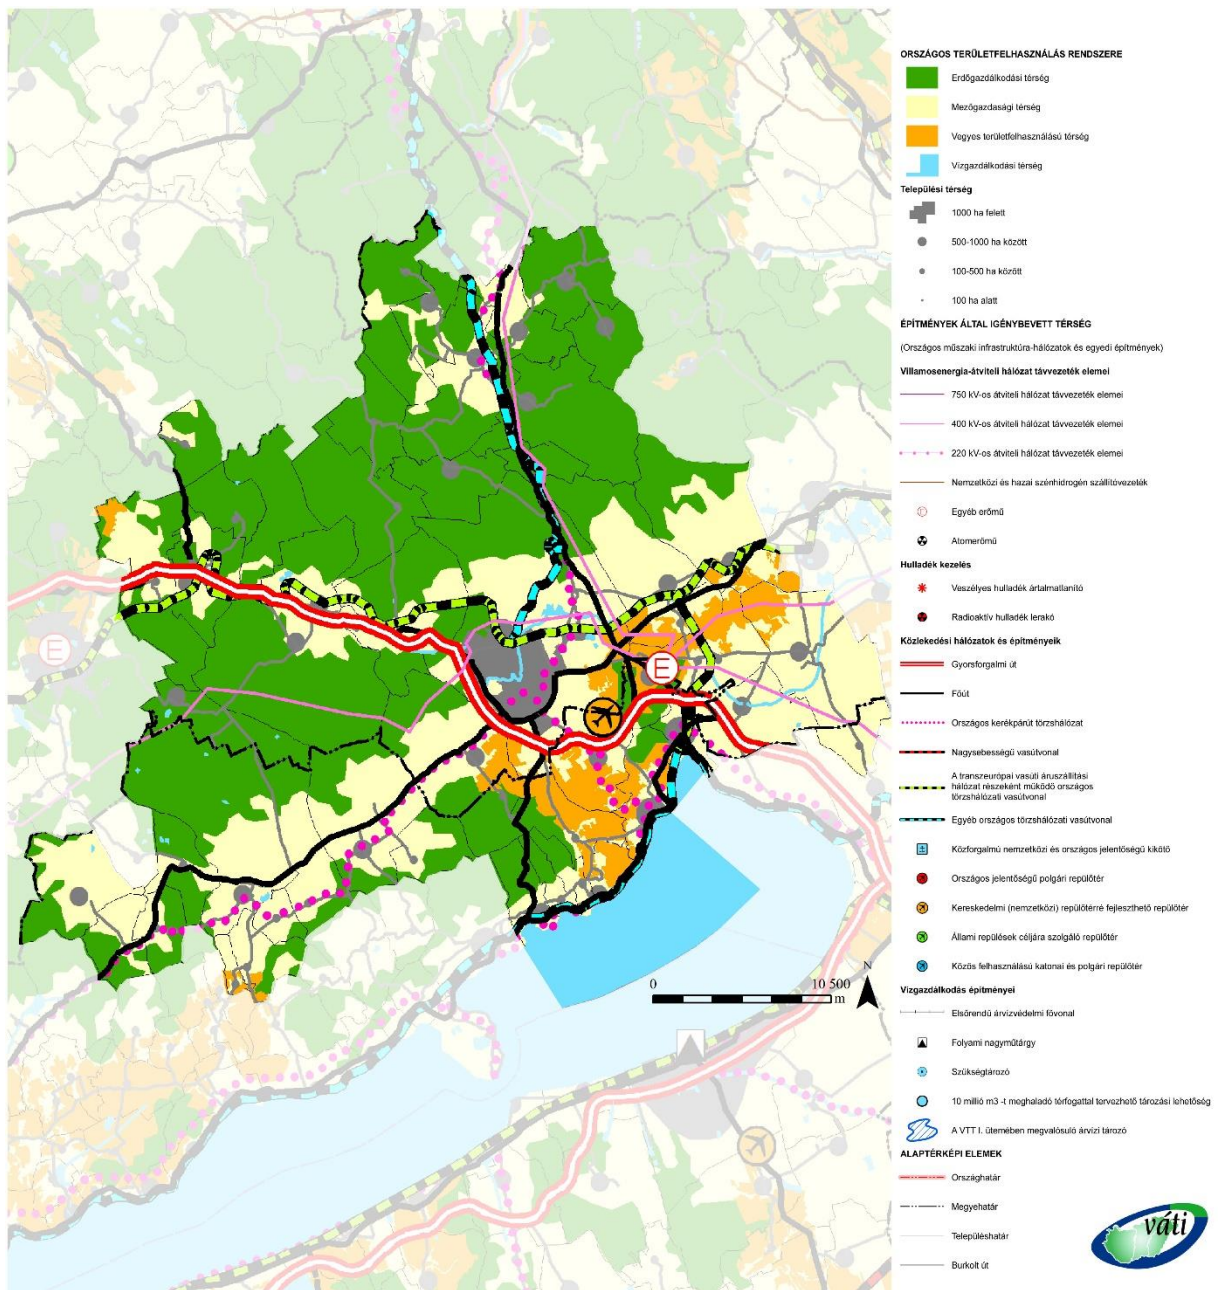 ORSZÁGOS TERÜLETFELHASZNÁLÁS RENDSZERE
Erdőgazdálkodási térség
Mezőgazdasági térség
Vegyes területfelhasználású térség
Vízgazdálkodási térség
Települési térség
1000 ha felett
500-1000 ha között
100-500 ha között
100 ha alatt
ÉPÍTMÉNYEK ÁLTAL IGÉNYBEVETT TÉRSÉG
(Országos műszaki infrastruktúra-hálózatok és egyedi építmények)
Villamosenergia-átviteli hálózat távvezeték elemei
750 kV-os átviteli hálózat távvezeték elemei
400 kV-os átviteli hálózat távvezeték elemei
220 kV-os átviteli hálózat távvezeték elemei
Nemzetközi és hazai szénhidrogén szállítóvezeték
E
Egyéb erőmű
Atomerőmű
Hulladék kezelés
Veszélyes hulladék ártalmatlanító
Radioaktív hulladék lerakó
Közlekedési hálózatok és építményeik
Gyorsforgalmi út
Főút
Országos kerékpárút törzshálózat
Nagysebességű vasútvonal
A transzeurópai vasúti áruszállítási
hálózat részeként működő országos
törzshálózati vasútvonal
Egyéb országos törzshálózati vasútvonal
Közforgalmú nemzetközi és országos jelentőségű kikötő
Országos jelentőségű polgári repülőtér
Kereskedelmi (nemzetközi) repülőtérré fejleszthető repülőtér
Állami repülések céljára szolgáló repülőtér
Közös felhasználású katonai és polgári repülőtér
Vízgazdálkodás építményei
Elsőrendű árvízvédelmi fővonal
Folyami nagyműtárgy
Szükségtározó
10 millió m3 -t meghaladó térfogattal tervezhető tározási lehetőség
A VTT I. ütemében megvalósuló árvízi tározó
ALAPTÉRKÉPI ELEMEK
Országhatár
Megyehatár
Településhatár
Burkolt út
E
E
0 10 500
m
N
váti